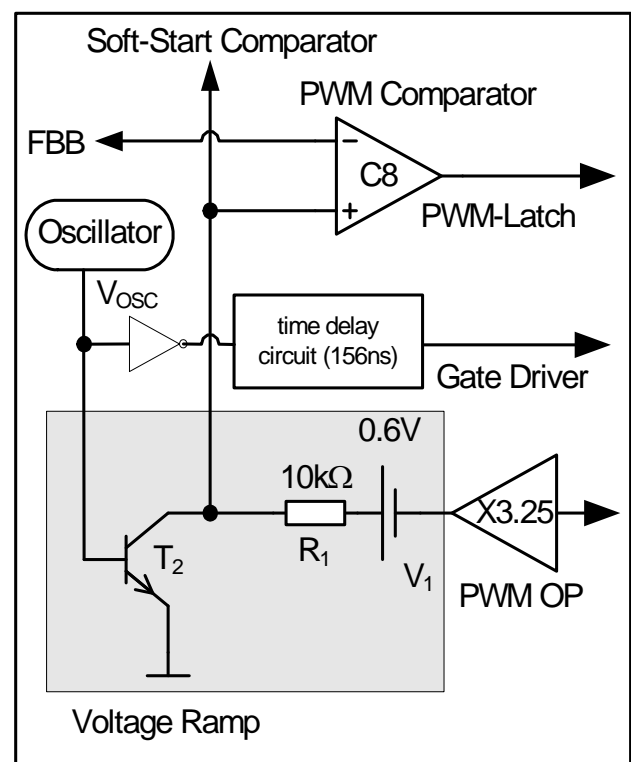 Soft-Start Comparator
PWM Comparator
FBB
−
C8
+
PWM-Latch
Oscillator
VOSC
time delay
circuit (156ns)
Gate Driver
0.6V
10kΩ
X3.25
T2
R1
V1
PWM OP
Voltage Ramp